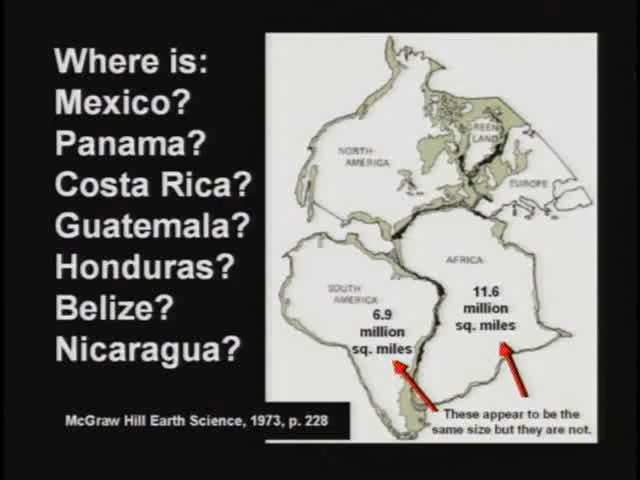 Where is:
Mexico?
Panama?
Costa Rica?
Guatemala?
Honduras?
Belize?
Nicaragua?
McGraw Hill Earth Science, 1973, p. 228
NORTH
AMERICA
GREEN
LAND
EUROPE
SOUTH
AMERICA
6.9
million
sq. miles
AFRICA
11.6
million
sq. miles
These appear to be the
same size but they are not.